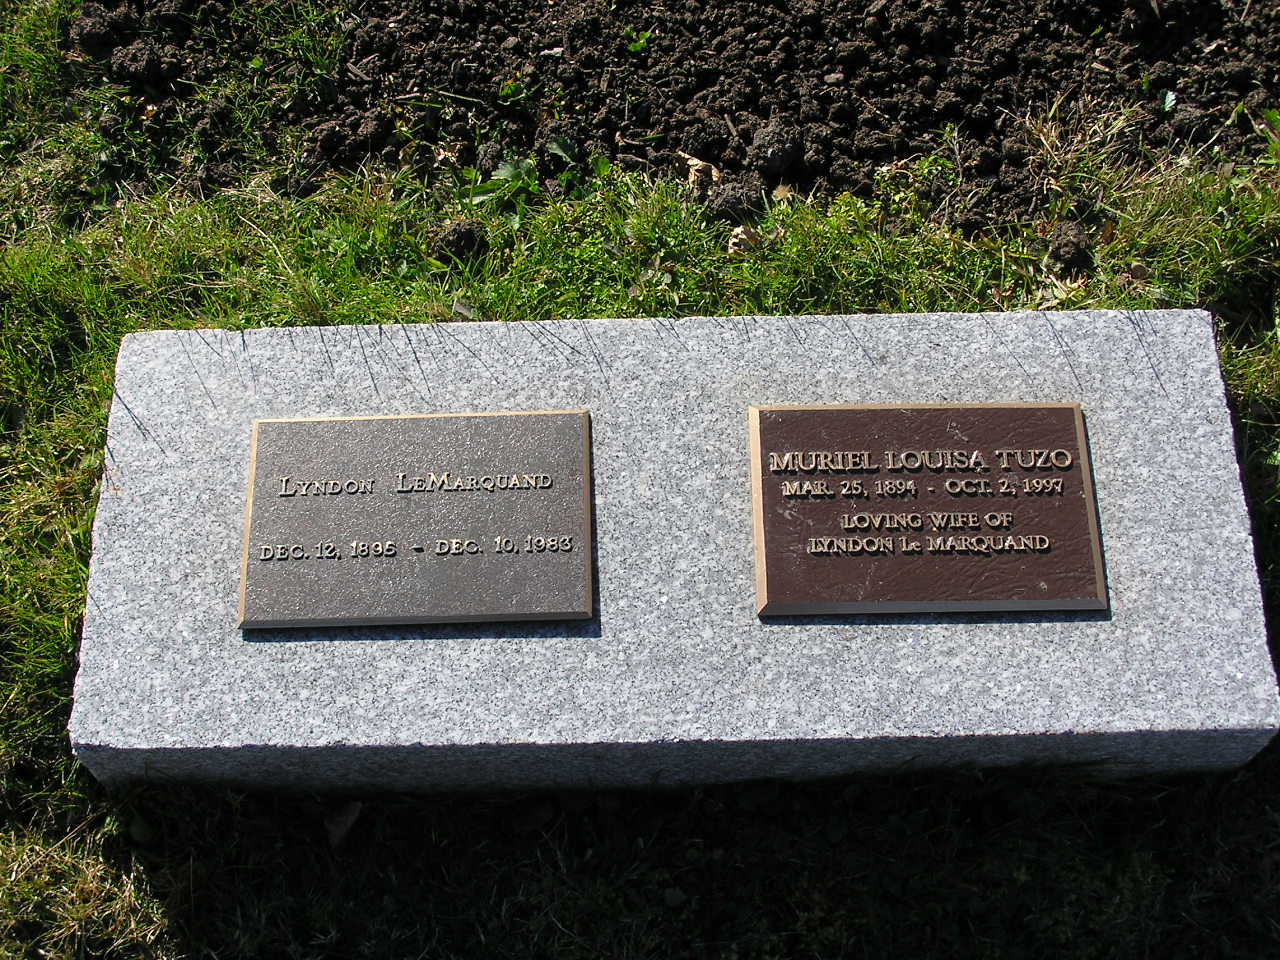 Lyndon LeMarquand
Dec. 12, 1895 - Dec. 10, 1983
MURIEL LOUISA TUZO
MAR. 25, 1894 - OCT. 2, 1997
LOVING WIFE OF
LYNDON Le MARQUAND